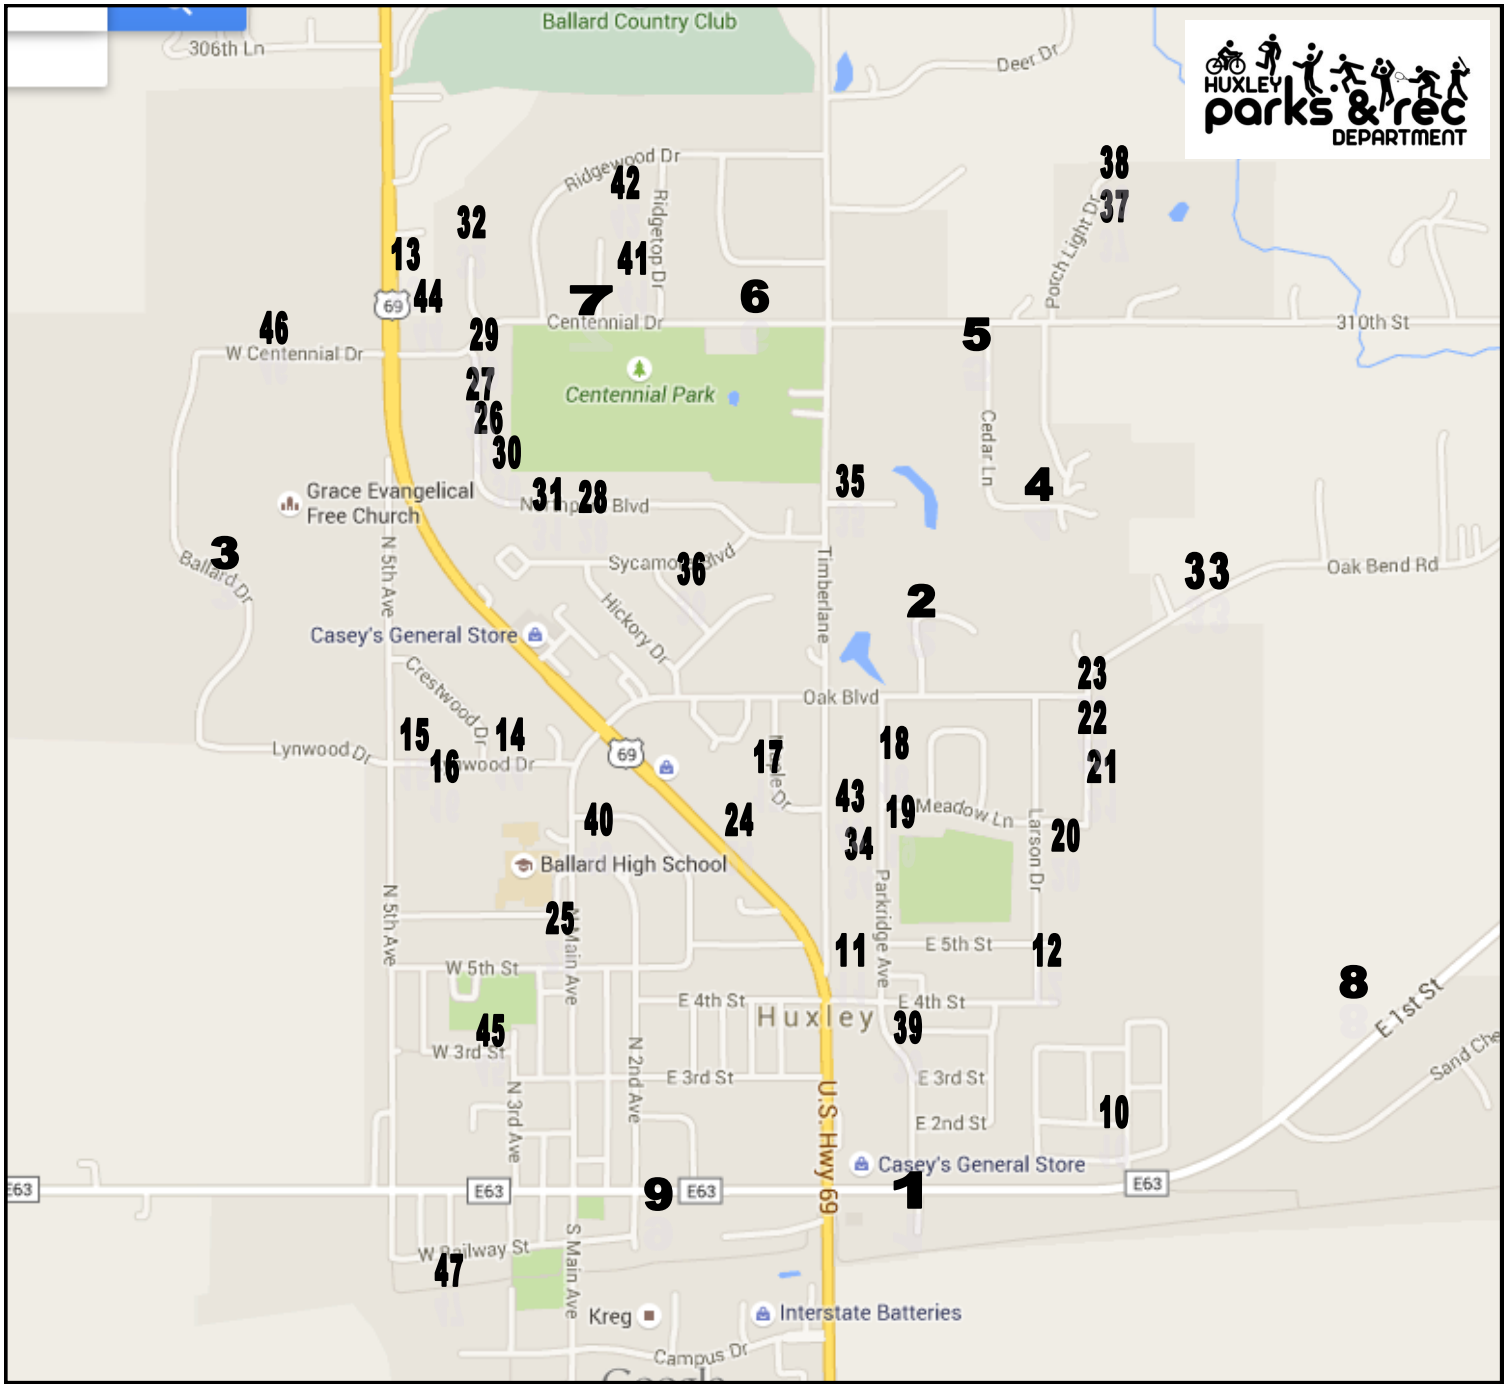 Ballard Country Club
306th Ln
Deer Dr
HUXLEY
parks & rec
DEPARTMENT
Ridgewood Dr
42
38
37
Ridgetop Dr
Porch Light Dr
32
13
41
44
69
7
6
46
29
Centennial Dr
5
310th St
W Centennial Dr
27
Centennial Park
26
30
Cedar Ln
35
4
Grace Evangelical
Free Church
31
28
Blvd
N 5th Ave
3
Ballard Dr
Sycamore Blvd
36
Timberlane
33
Oak Bend Rd
2
Hickory Dr
Casey's General Store
Crestwood Dr
23
Oak Blvd
22
15
14
18
Lynwood Dr
16
69
17
21
43
19
Meadow Ln
40
24
34
20
Larson Dr
Ballard High School
Parkridge Ave
N 5th Ave
25
N Main Ave
11
E 5th St
12
W 5th St
8
E 4th St
E 4th St
E 1st St
Huxley
45
39
W 3rd St
N 2nd Ave
E 3rd St
E 3rd St
N 3rd Ave
U.S. Hwy 69
10
E 2nd St
Casey's General Store
E63
E63
9
E63
1
E63
W Railway St
47
S Main Ave
Kreg
Interstate Batteries
Campus Dr